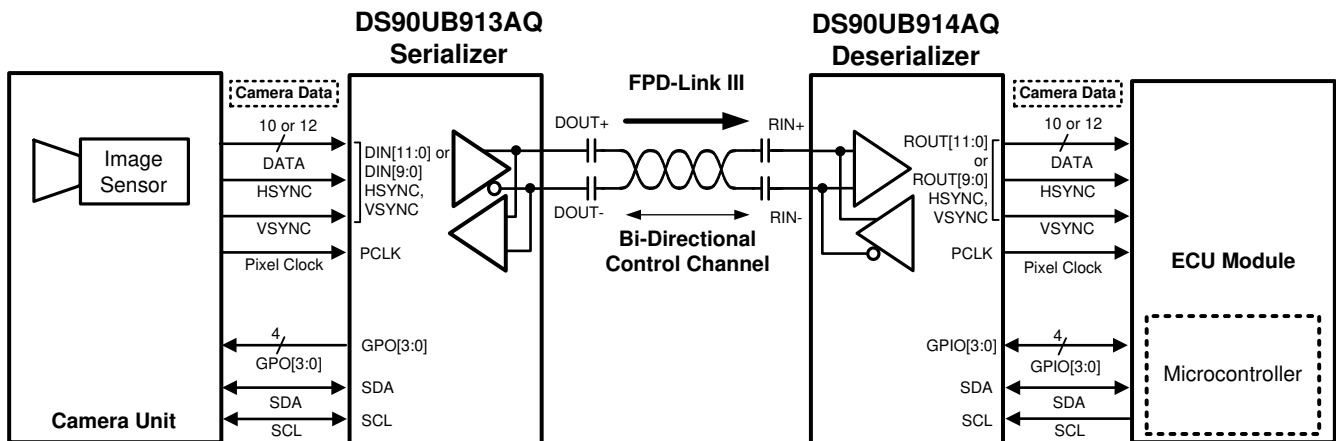 DS90UB913AQ
Serializer
DS90UB914AQ
Deserializer
Camera Data
FPD-Link III
Camera Data
Image
Sensor
10 or 12
DATA
HSYNC
VSYNC
Pixel Clock
DIN[11:0] or
DIN[9:0]
HSYNC,
VSYNC
PCLK
DOUT+
DOUT-
RIN+
RIN-
Bi-Directional
Control Channel
ROUT[11:0]
or
ROUT[9:0]
HSYNC,
VSYNC
PCLK
10 or 12
DATA
HSYNC
VSYNC
Pixel Clock
ECU Module
4
GPO[3:0]
SDA
SCL
GPO[3:0]
SDA
SCL
GPIO[3:0]
SDA
SCL
4
GPIO[3:0]
SDA
SCL
Microcontroller
Camera Unit